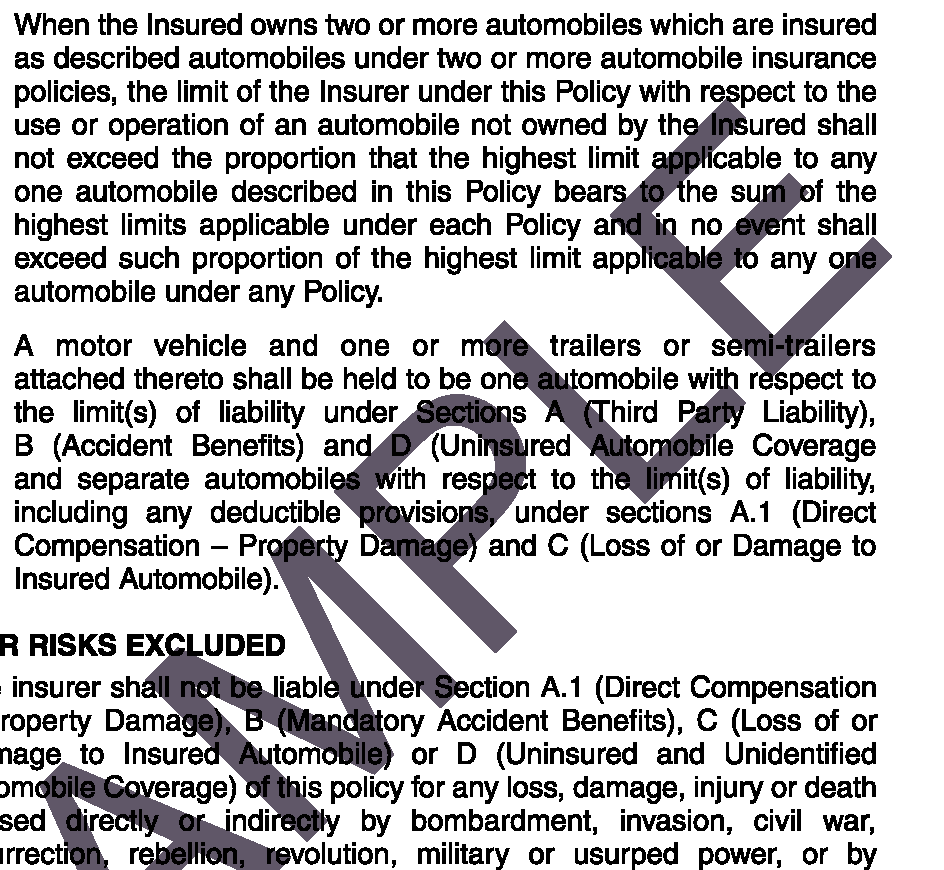 When the Insured owns two or more automobiles which are insured
as described automobiles under two or more automobile insurance
policies, the limit of the Insurer under this Policy with respect to the
use or operation of an automobile not owned by the Insured shall
not exceed the proportion that the highest limit applicable to any
one automobile described in this Policy bears to the sum of the
highest limits applicable under each Policy and in no event shall
exceed such proportion of the highest limit applicable to any one
automobile under any Policy.
A motor vehicle and one or more trailers or semi-trailers
attached thereto shall be held to be one automobile with respect to
the limit(s) of liability under Sections A (Third Party Liability),
B (Accident Benefits) and D (Uninsured Automobile Coverage
and separate automobiles with respect to the limit(s) of liability,
including any deductible provisions, under sections A.1 (Direct
Compensation – Property Damage) and C (Loss of or Damage to
Insured Automobile).
R RISKS EXCLUDED
insurer shall not be liable under Section A.1 (Direct Compensation
roperty Damage), B (Mandatory Accident Benefits), C (Loss of or
mage to Insured Automobile) or D (Uninsured and Unidentified
omobile Coverage) of this policy for any loss, damage, injury or death
sed directly or indirectly by bombardment, invasion, civil war,
urrection, rebellion, revolution, military or usurped power, or by
AMPLE